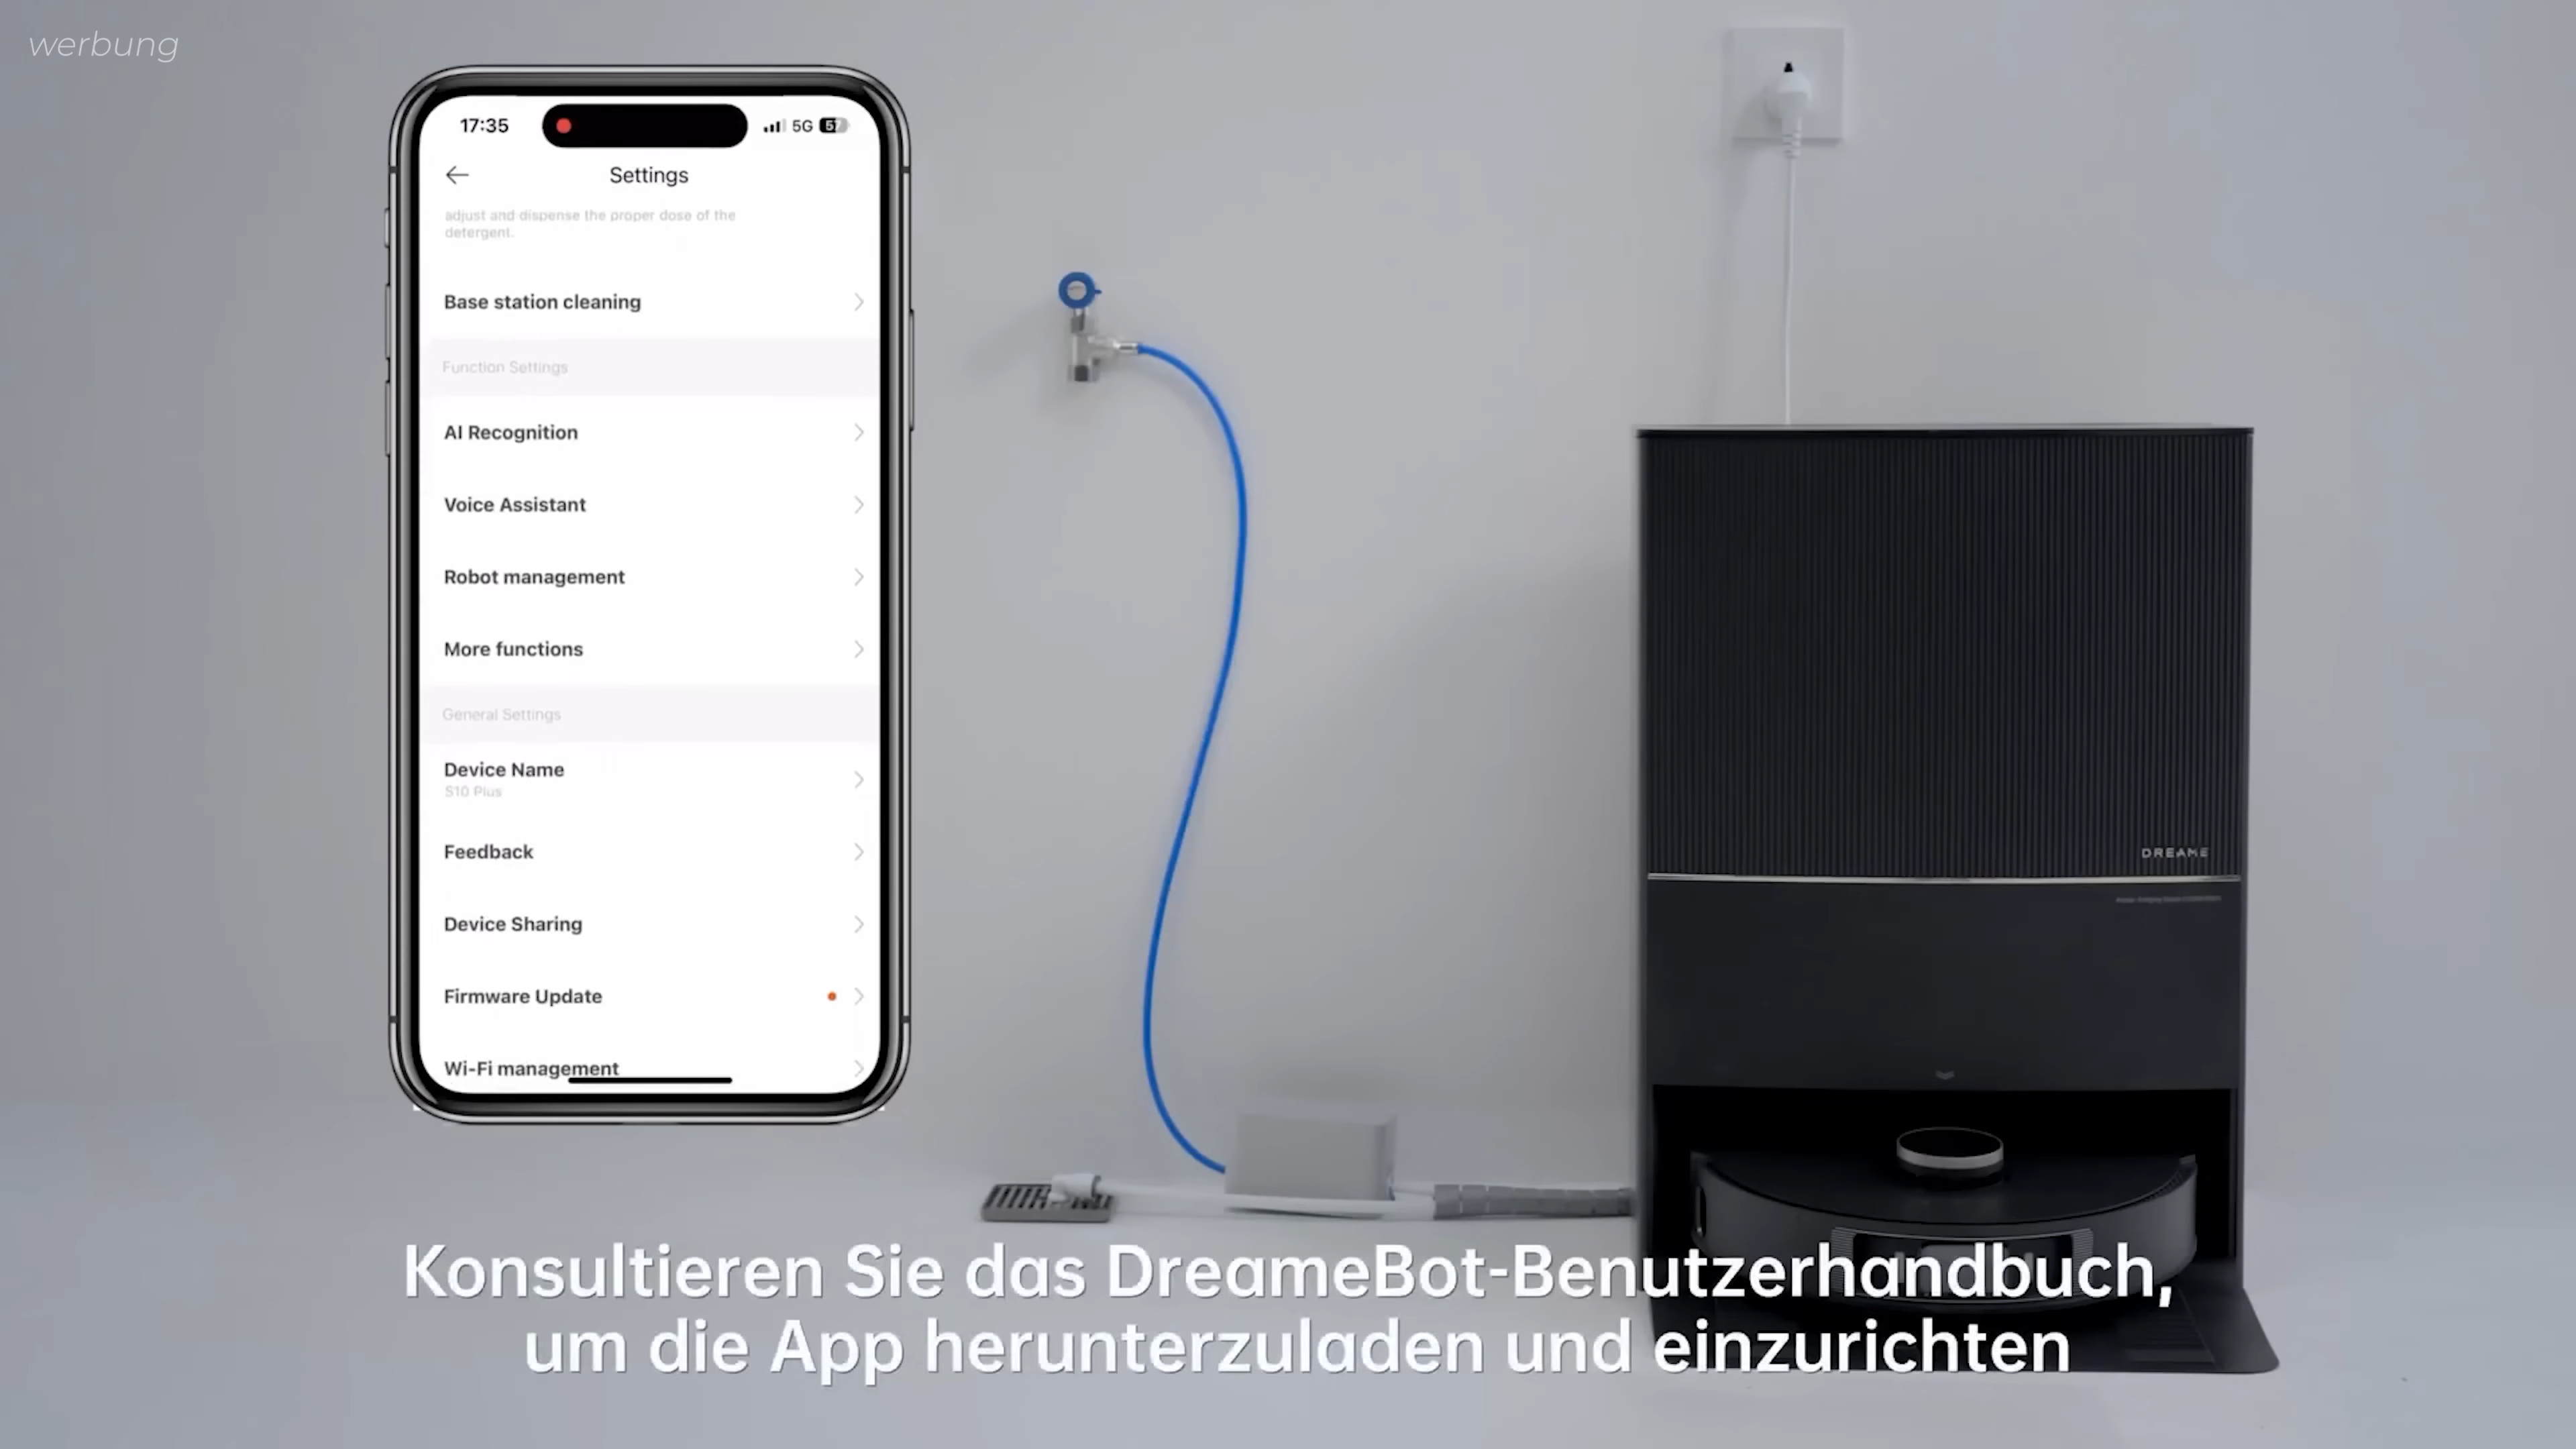 werbung
17:35
5G 57
Settings
adjust and dispense the proper dose of the
detergent.
Base station cleaning
Function Settings
AI Recognition
Voice Assistant
Robot management
More functions
General Settings
Device Name
S10 Plus
Feedback
Device Sharing
Firmware Update
Wi-Fi management
DREAME
Konsultieren Sie das DreameBot-Benutzerhandbuch,
um die App herunterzuladen und einzurichten